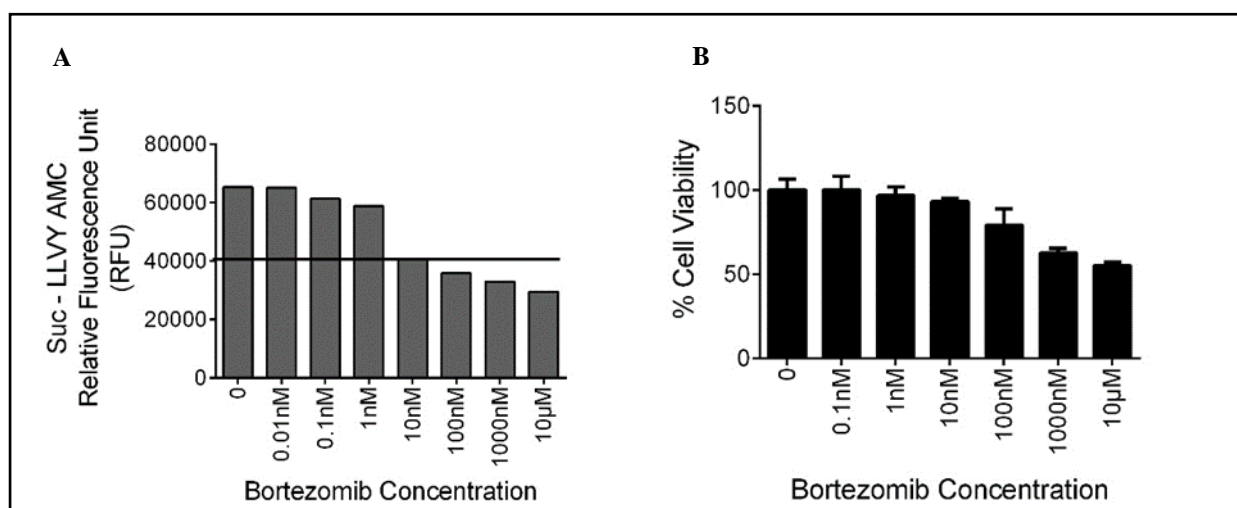 A
Suc - LLVY AMC
Relative Fluorescence Unit
(RFU)
80000
60000
40000
20000
0
0
0.01nM
0.1nM
1nM
10nM
100nM
1000nM
10µM
Bortezomib Concentration
B
% Cell Viability
150
100
50
0
0
0.1nM
1nM
10nM
100nM
1000nM
10µM
Bortezomib Concentration